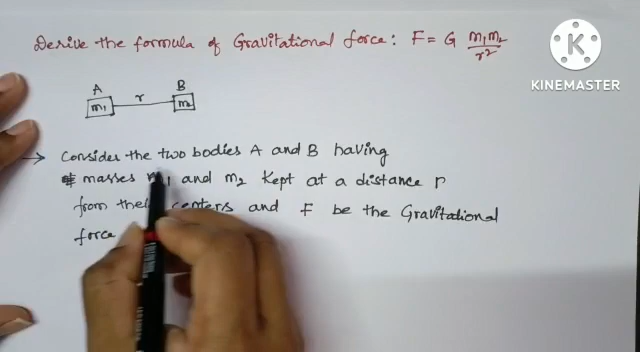 Derive the formula of Gravitational force: F = G m1m2/r²
K
KINEMASTER
A B
m1 r m2
→ Consider the two bodies A and B having
masses m1 and m2 kept at a distance r
from their centers and F be the Gravitational
force